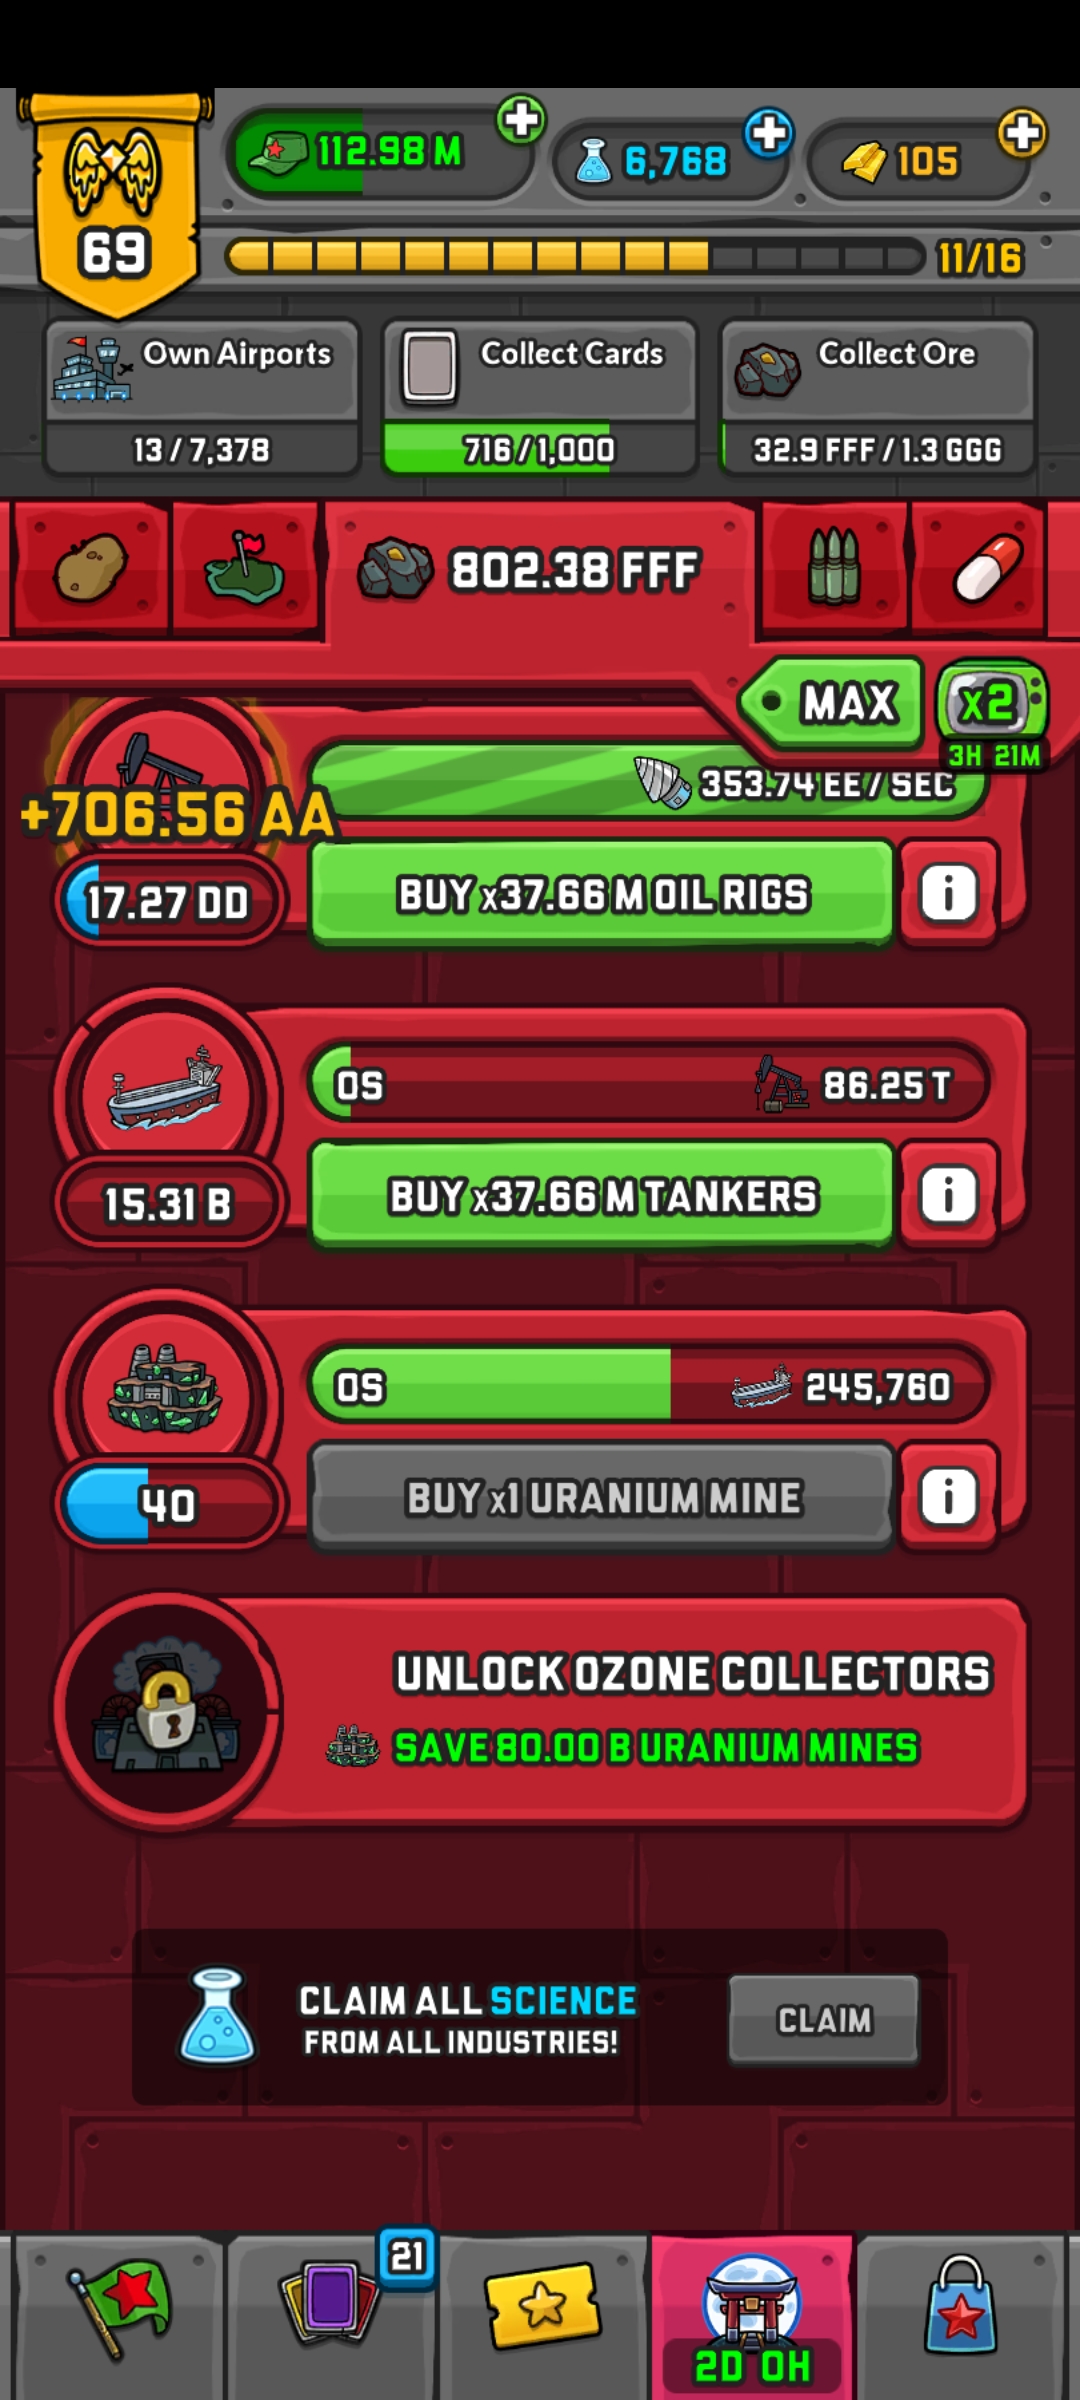 112.98 M
6,768
105
69
11/16
Own Airports
13 / 7,378
Collect Cards
716 / 1,000
Collect Ore
32.9 FFF / 1.3 GGG
802.38 FFF
MAX
x2
3H 21M
353.74 EE / SEC
+706.56 AA
17.27 DD
BUY x37.66 M OIL RIGS
i
0S
86.25 T
15.31 B
BUY x37.66 M TANKERS
i
0S
245,760
40
BUY x1 URANIUM MINE
i
UNLOCK OZONE COLLECTORS
SAVE 80.00 B URANIUM MINES
CLAIM ALL SCIENCE
FROM ALL INDUSTRIES!
CLAIM
21
2D 0H